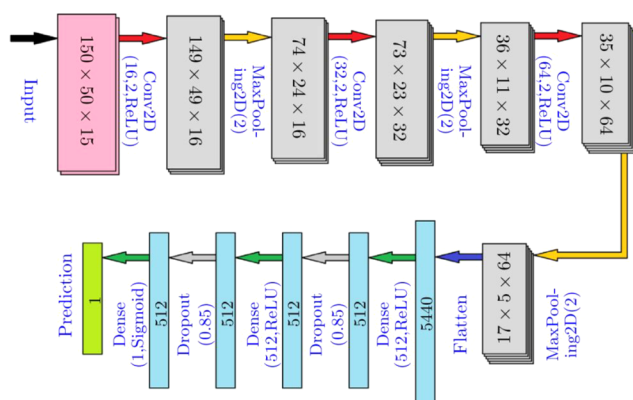 Input
150 × 50 × 15
Conv2D
(16,2,ReLU)
149 × 49 × 16
MaxPool-
ing2D(2)
74 × 24 × 16
Conv2D
(32,2,ReLU)
73 × 23 × 32
MaxPool-
ing2D(2)
36 × 11 × 32
Conv2D
(64,2,ReLU)
35 × 10 × 64
MaxPool-
ing2D(2)
17 × 5 × 64
Flatten
5440
Dense
(512,ReLU)
512
Dropout
(0.85)
512
Dense
(512,ReLU)
512
Dropout
(0.85)
512
Dense
(1,Sigmoid)
1
Prediction